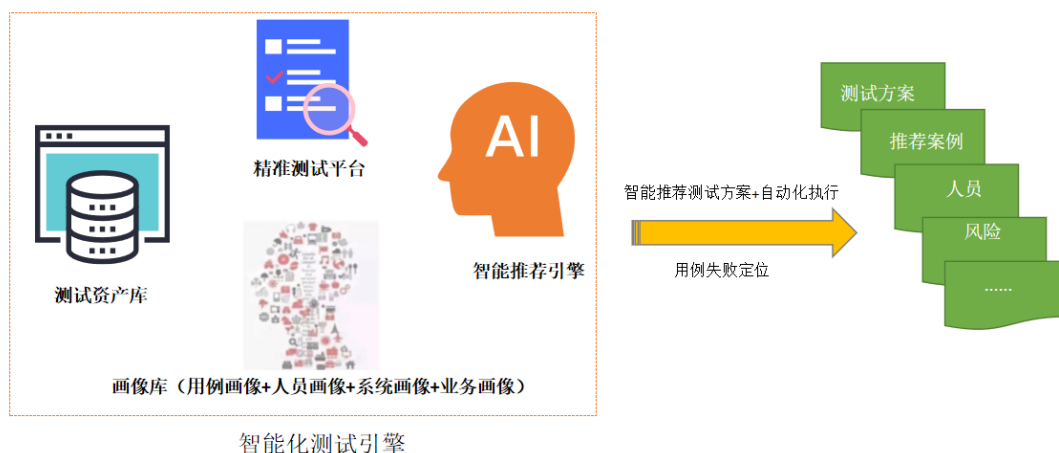 精准测试平台
AI
测试资产库
智能推荐引擎
画像库（用例画像+人员画像+系统画像+业务画像）
智能化测试引擎
智能推荐测试方案+自动化执行
用例失败定位
测试方案
推荐案例
人员
风险
......